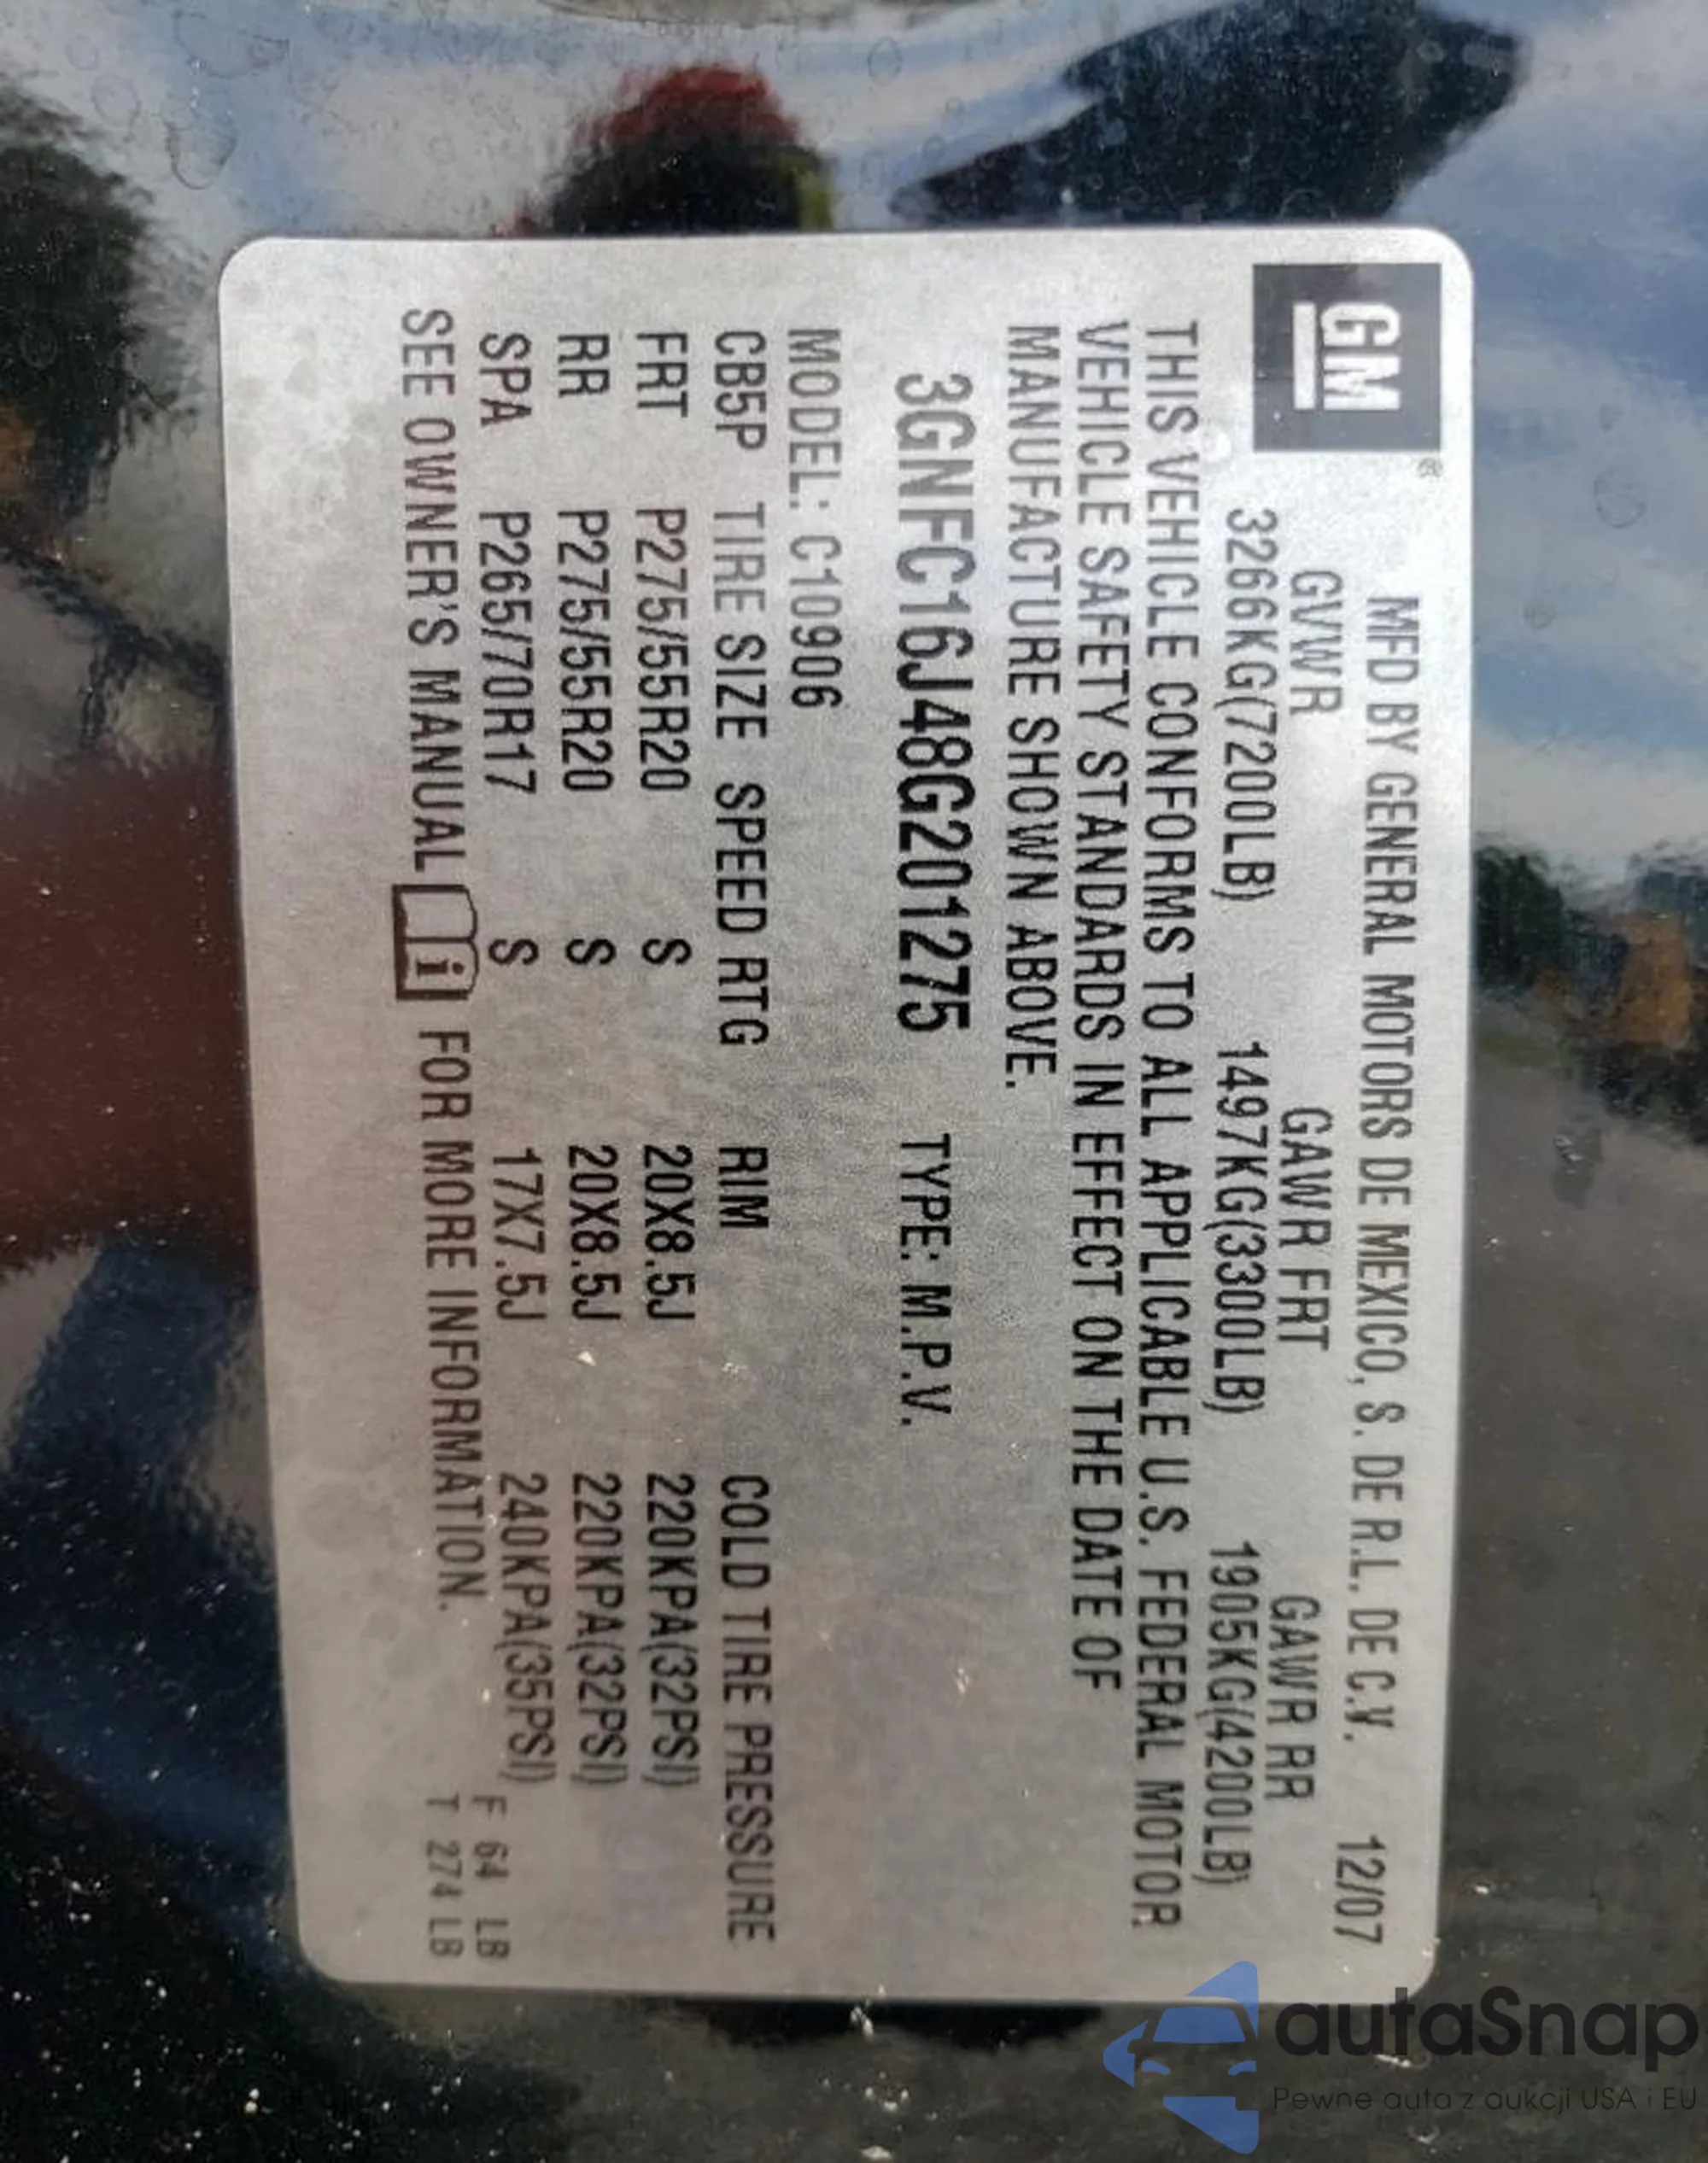 GM®
MFD BY GENERAL MOTORS DE MEXICO, S. DE R.L. DE C.V. 12/07
GVWR GAWR FRT GAWR RR
3266KG(7200LB) 1497KG(3300LB) 1905KG(4200LB)
THIS VEHICLE CONFORMS TO ALL APPLICABLE U.S. FEDERAL MOTOR
VEHICLE SAFETY STANDARDS IN EFFECT ON THE DATE OF
MANUFACTURE SHOWN ABOVE.
3GNFC16J48G201275 TYPE: M.P.V.
MODEL: C10906
CB5P TIRE SIZE SPEED RTG RIM COLD TIRE PRESSURE
FRT P275/55R20 S 20X8.5J 220KPA(32PSI)
RR P275/55R20 S 20X8.5J 220KPA(32PSI)
SPA P265/70R17 S 17X7.5J 240KPA(35PSI)
SEE OWNER'S MANUAL i FOR MORE INFORMATION.
F 64 LB
T 274 LB
autaSnap
Pewne auta z aukcji USA i EU